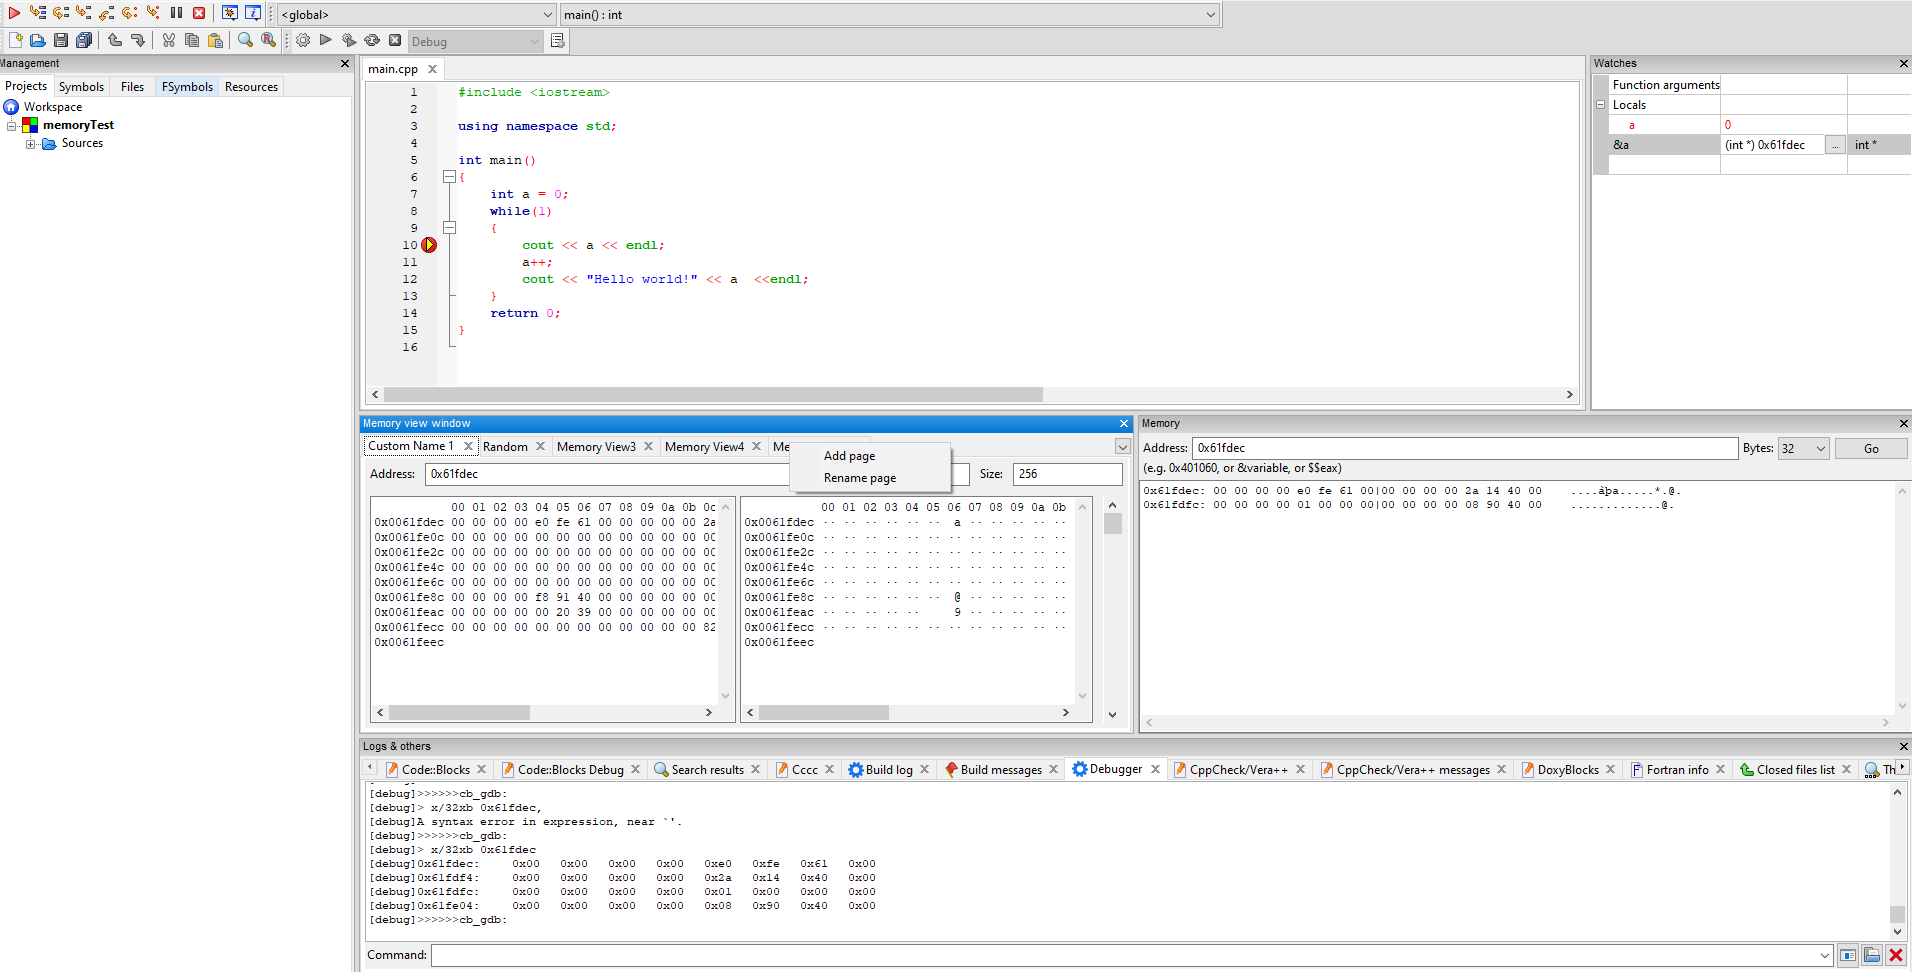 <global>
main() : int
Debug
Management
Projects Symbols Files FSymbols Resources
Workspace
memoryTest
Sources
main.cpp
1 #include <iostream>
2
3 using namespace std;
4
5 int main()
6 {
7 int a = 0;
8 while(1)
9 {
10 cout << a << endl;
11 a++;
12 cout << "Hello world!" << a  <<endl;
13 }
14 return 0;
15 }
16
Watches
Function arguments
Locals
a 0
&a (int *) 0x61fdec ... int *
Memory view window
Custom Name 1 Random Memory View3 Memory View4 Me
Add page
Rename page
Address: 0x61fdec Size: 256
00 01 02 03 04 05 06 07 08 09 0a 0b 0c
0x0061fdec 00 00 00 00 e0 fe 61 00 00 00 00 00 2a
0x0061fe0c 00 00 00 00 00 00 00 00 00 00 00 00 00
0x0061fe2c 00 00 00 00 00 00 00 00 00 00 00 00 00
0x0061fe4c 00 00 00 00 00 00 00 00 00 00 00 00 00
0x0061fe6c 00 00 00 00 00 00 00 00 00 00 00 00 00
0x0061fe8c 00 00 00 00 f8 91 40 00 00 00 00 00 00
0x0061feac 00 00 00 00 00 20 39 00 00 00 00 00 00
0x0061fecc 00 00 00 00 00 00 00 00 00 00 00 00 82
0x0061feec
00 01 02 03 04 05 06 07 08 09 0a 0b
0x0061fdec ·· ·· ·· ·· ·· a ·· ·· ·· ·· ··
0x0061fe0c ·· ·· ·· ·· ·· ·· ·· ·· ·· ·· ·· ··
0x0061fe2c ·· ·· ·· ·· ·· ·· ·· ·· ·· ·· ·· ··
0x0061fe4c ·· ·· ·· ·· ·· ·· ·· ·· ·· ·· ·· ··
0x0061fe6c ·· ·· ·· ·· ·· ·· ·· ·· ·· ·· ·· ··
0x0061fe8c ·· ·· ·· ·· ·· @ ·· ·· ·· ·· ··
0x0061feac ·· ·· ·· ·· ·· 9 ·· ·· ·· ·· ··
0x0061fecc ·· ·· ·· ·· ·· ·· ·· ·· ·· ·· ·· ··
0x0061feec
Memory
Address: 0x61fdec Bytes: 32 Go
(e.g. 0x401060, or &variable, or $$eax)
0x61fdec: 00 00 00 00 e0 fe 61 00|00 00 00 00 2a 14 40 00 ....àþa.....*.@.
0x61fdfc: 00 00 00 00 01 00 00 00|00 00 00 00 08 90 40 00 .............@.
Logs & others
Code::Blocks Code::Blocks Debug Search results Cccc Build log Build messages Debugger CppCheck/Vera++ CppCheck/Vera++ messages DoxyBlocks Fortran info Closed files list Th
[debug]>>>>>>cb_gdb:
[debug]> x/32xb 0x61fdec,
[debug]A syntax error in expression, near `'.
[debug]>>>>>>cb_gdb:
[debug]> x/32xb 0x61fdec
[debug]0x61fdec: 0x00 0x00 0x00 0x00 0xe0 0xfe 0x61 0x00
[debug]0x61fdf4: 0x00 0x00 0x00 0x00 0x2a 0x14 0x40 0x00
[debug]0x61fdfc: 0x00 0x00 0x00 0x00 0x01 0x00 0x00 0x00
[debug]0x61fe04: 0x00 0x00 0x00 0x00 0x08 0x90 0x40 0x00
[debug]>>>>>>cb_gdb:
Command: